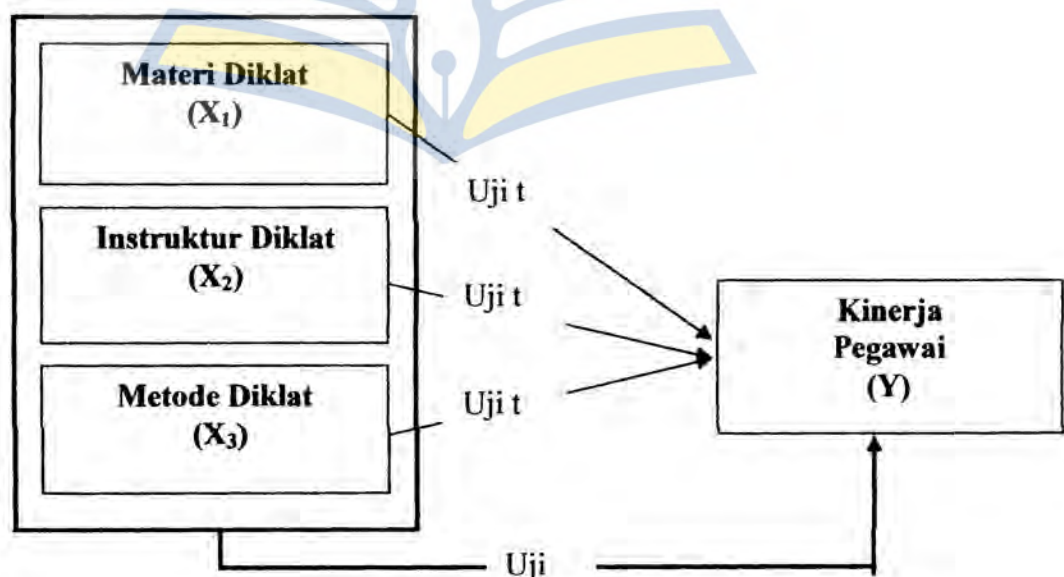 Materi Diklat
(X₁)
Uji t
Instruktur Diklat
(X₂)
Uji t
Kinerja
Pegawai
(Y)
Metode Diklat
(X₃)
Uji t
Uji